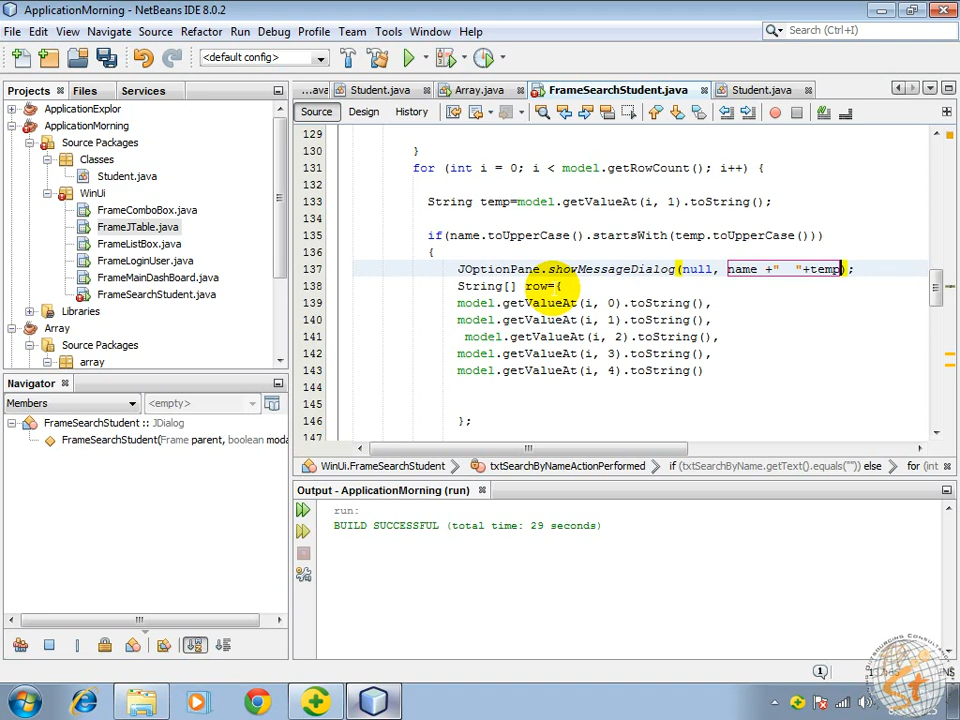 ApplicationMorning - NetBeans IDE 8.0.2
File Edit View Navigate Source Refactor Run Debug Profile Team Tools Window Help
Search (Ctrl+I)
<default config>
Projects Files Services
...ava Student.java Array.java FrameSearchStudent.java Student.java
Source Design History
ApplicationExplor
ApplicationMorning
Source Packages
Classes
Student.java
WinUi
FrameComboBox.java
FrameJTable.java
FrameListBox.java
FrameLoginUser.java
FrameMainDashBoard.java
FrameSearchStudent.java
Libraries
Array
Source Packages
array
129
130 }
131 for (int i = 0; i < model.getRowCount(); i++) {
132
133 String temp=model.getValueAt(i, 1).toString();
134
135 if(name.toUpperCase().startsWith(temp.toUpperCase()))
136 {
137 JOptionPane.showMessageDialog(null, name +"  "+temp);
138 String[] row={
139 model.getValueAt(i, 0).toString(),
140 model.getValueAt(i, 1).toString(),
141 model.getValueAt(i, 2).toString(),
142 model.getValueAt(i, 3).toString(),
143 model.getValueAt(i, 4).toString()
144
145
146 };
147
Navigator
Members <empty>
FrameSearchStudent :: JDialog
FrameSearchStudent(Frame parent, boolean moda
WinUi.FrameSearchStudent txtSearchByNameActionPerformed if (txtSearchByName.getText().equals("")) else for (int
Output - ApplicationMorning (run)
run:
BUILD SUCCESSFUL (total time: 29 seconds)
1